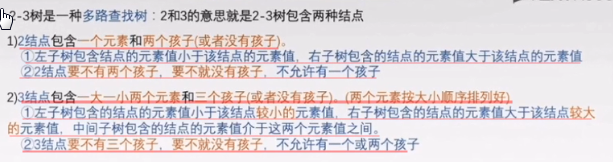 2-3树是一种多路查找树：2和3的意思就是2-3树包含两种结点
1)2结点包含一个元素和两个孩子(或者没有孩子)。
①左子树包含结点的元素值小于该结点的元素值，右子树包含的结点的元素值大于该结点的元素值
②2结点要不有两个孩子，要不就没有孩子，不允许有一个孩子
2)3结点包含一大一小两个元素和三个孩子(或者没有孩子)。(两个元素按大小顺序排列好)
①左子树包含的结点的元素值小于该结点较小的元素值，右子树包含的结点的元素值大于该结点较大
的元素值，中间子树包含的结点的元素值介于这两个元素值之间。
②3结点要不有三个孩子，要不就没有孩子，不允许有一个或两个孩子